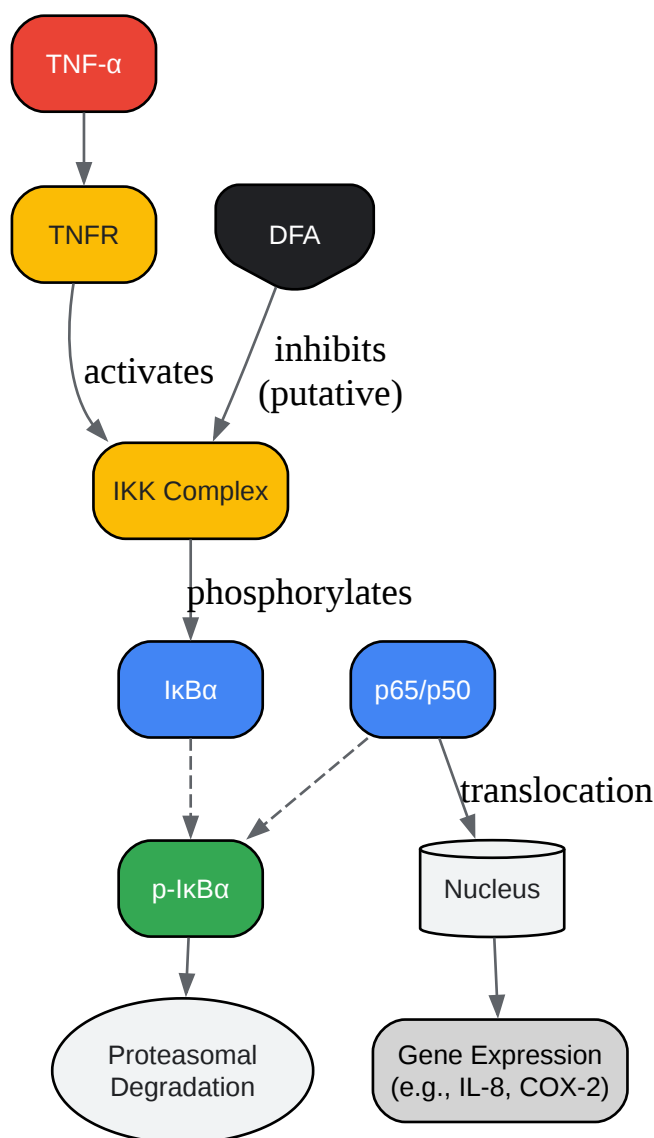 TNF-α
TNFR
DFA
activates
inhibits
(putative)
IKK Complex
phosphorylates
IκBα
p65/p50
translocation
p-IκBα
Nucleus
Proteasomal
Degradation
Gene Expression
(e.g., IL-8, COX-2)